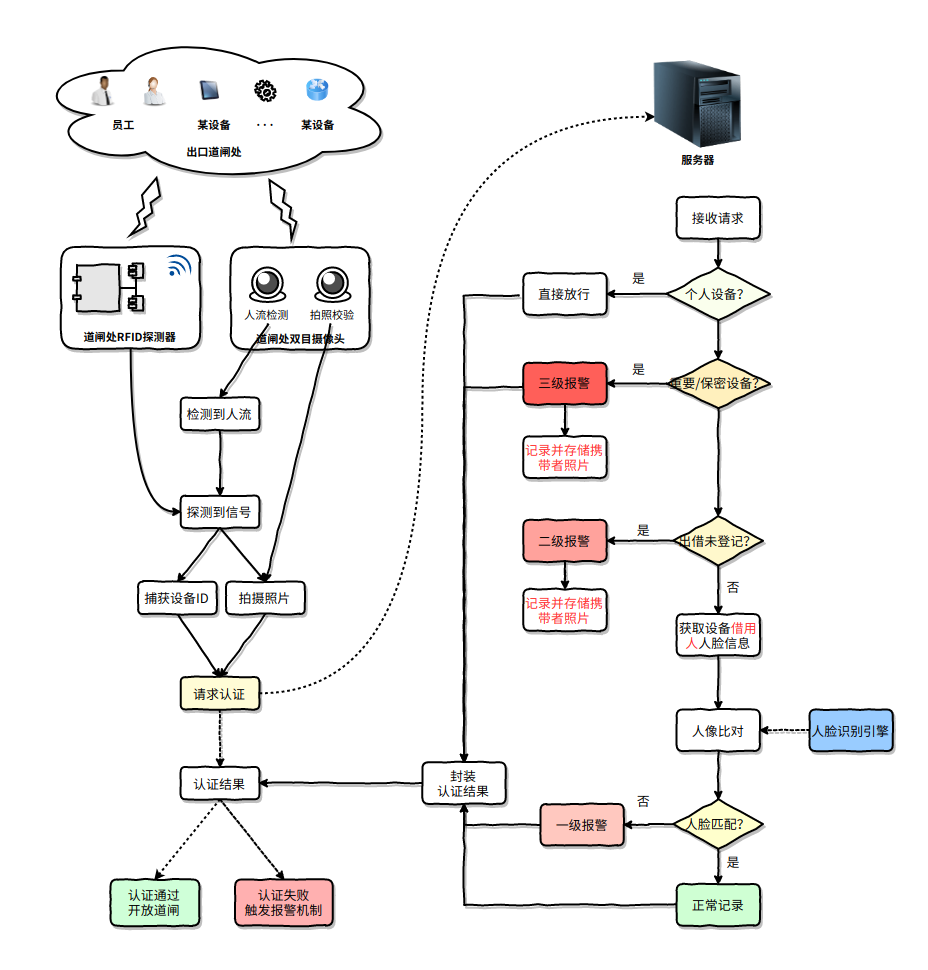 员工
某设备
···
某设备
出口道闸处
道闸处RFID探测器
人流检测
拍照校验
道闸处双目摄像头
检测到人流
探测到信号
捕获设备ID
拍摄照片
请求认证
认证结果
认证通过
开放道闸
认证失败
触发报警机制
服务器
接收请求
个人设备？
是
直接放行
重要/保密设备？
是
三级报警
记录并存储携
带者照片
出借未登记？
是
二级报警
记录并存储携
带者照片
否
获取设备借用
人人脸信息
人像比对
人脸识别引擎
封装
认证结果
人脸匹配？
否
一级报警
是
正常记录